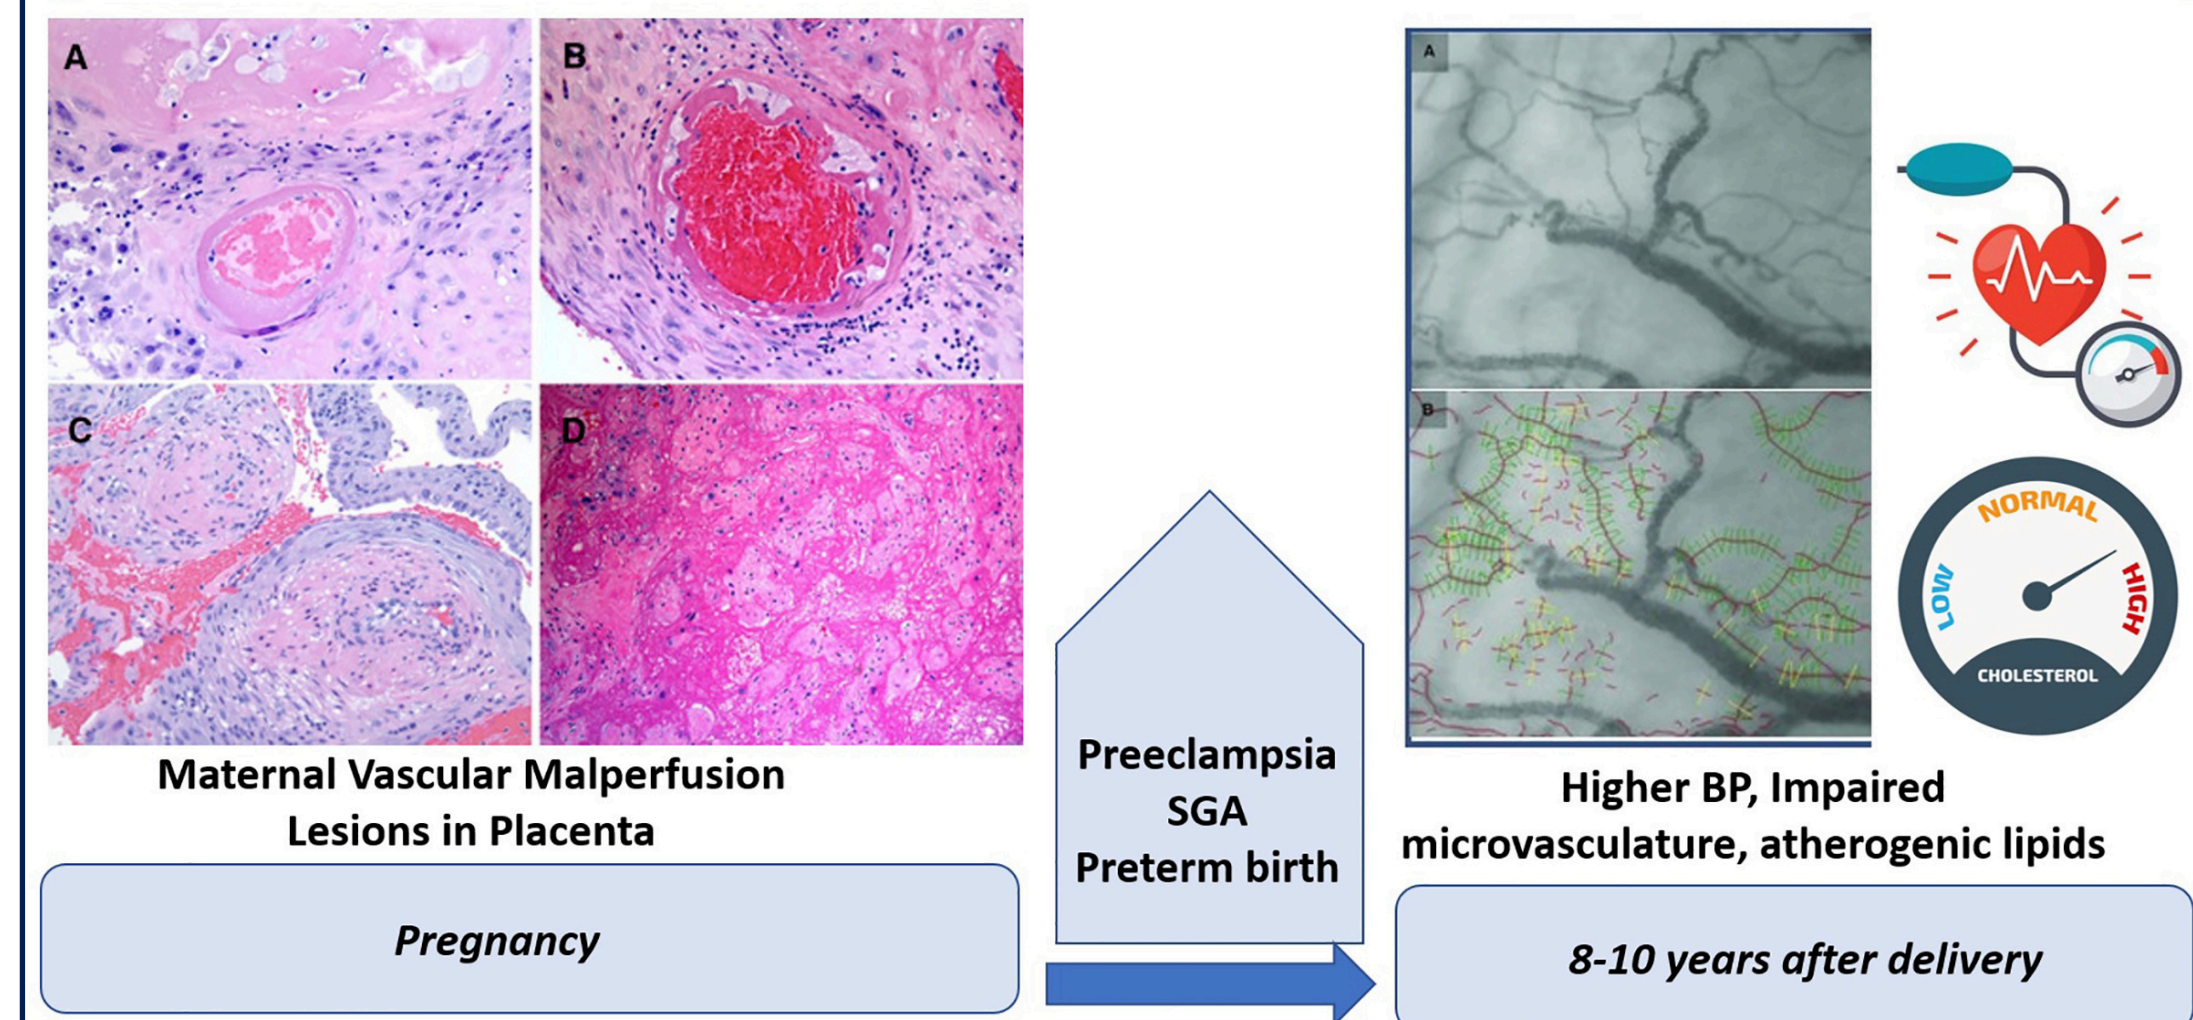 A
B
C
D
Maternal Vascular Malperfusion
Lesions in Placenta
Pregnancy
Preeclampsia
SGA
Preterm birth
A
B
NORMAL
LOW
HIGH
CHOLESTEROL
Higher BP, Impaired
microvasculature, atherogenic lipids
8-10 years after delivery